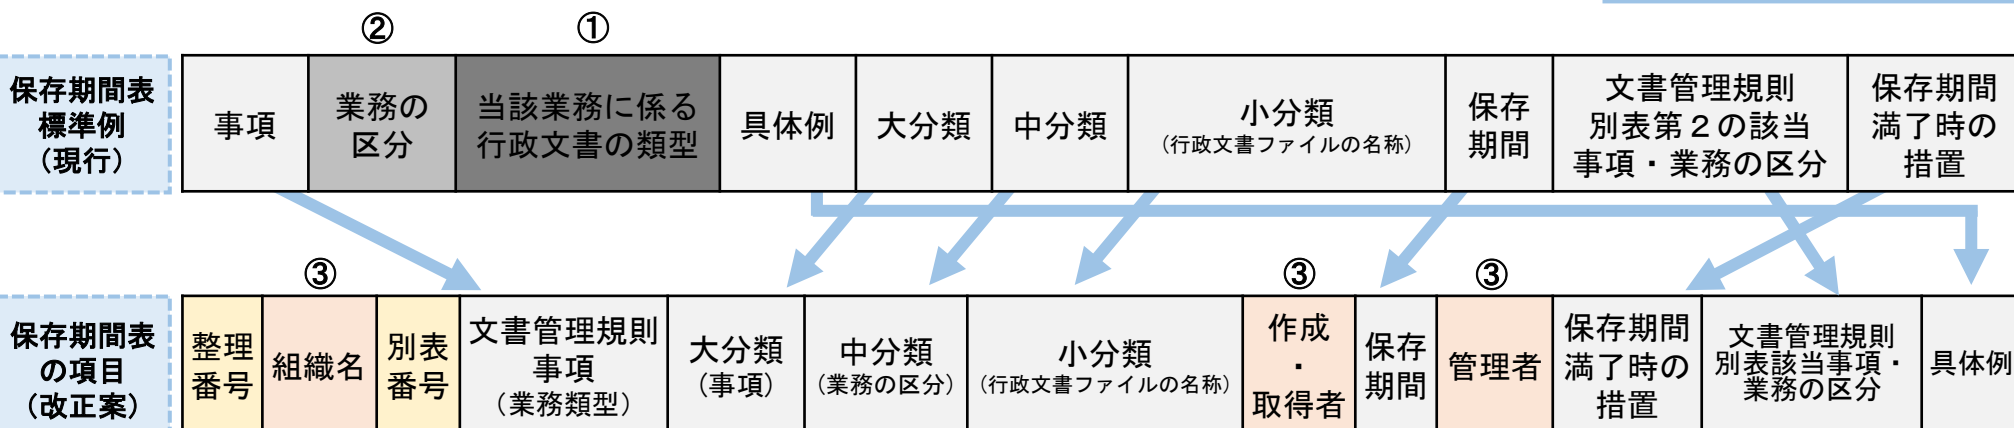 ② ①
保存期間表
標準例
（現行）
事項
業務の
区分
当該業務に係る
行政文書の類型
具体例
大分類
中分類
小分類
（行政文書ファイルの名称）
保存
期間
文書管理規則
別表第２の該当
事項・業務の区分
保存期間
満了時の
措置
③ ③ ③
保存期間表
の項目
（改正案）
整理
番号
組織名
別表
番号
文書管理規則
事項
（業務類型）
大分類
（事項）
中分類
（業務の区分）
小分類
（行政文書ファイルの名称）
作成
・
取得者
保存
期間
管理者
保存期間
満了時の
措置
文書管理規則
別表該当事項・
業務の区分
具体例